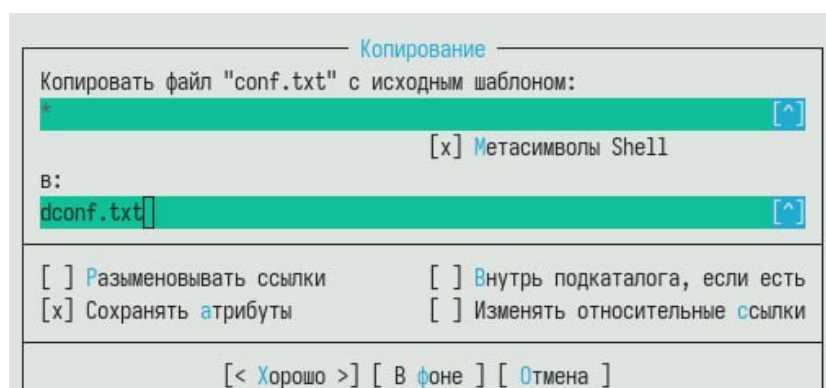 Копирование
Копировать файл "conf.txt" с исходным шаблоном:
* [^]
[x] Метасимволы Shell
в:
dconf.txt [^]
[ ] Разыменовывать ссылки [ ] Внутрь подкаталога, если есть
[x] Сохранять атрибуты [ ] Изменять относительные ссылки
[< Хорошо >] [ В фоне ] [ Отмена ]